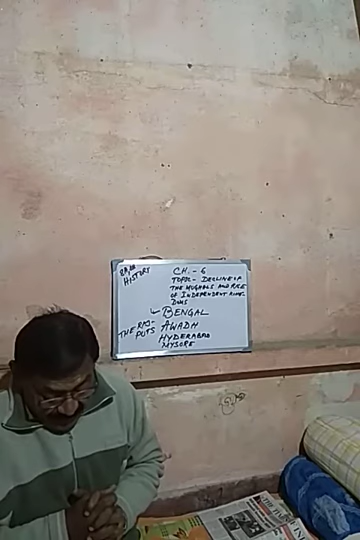 HISTORY
CH. - 6
TOPIC - DECLINE OF
THE MUGHALS AND RISE
OF INDEPENDENT KING-
DOMS
BENGAL
THE RAJ-
PUTS
AWADH
HYDERABAD
MYSORE